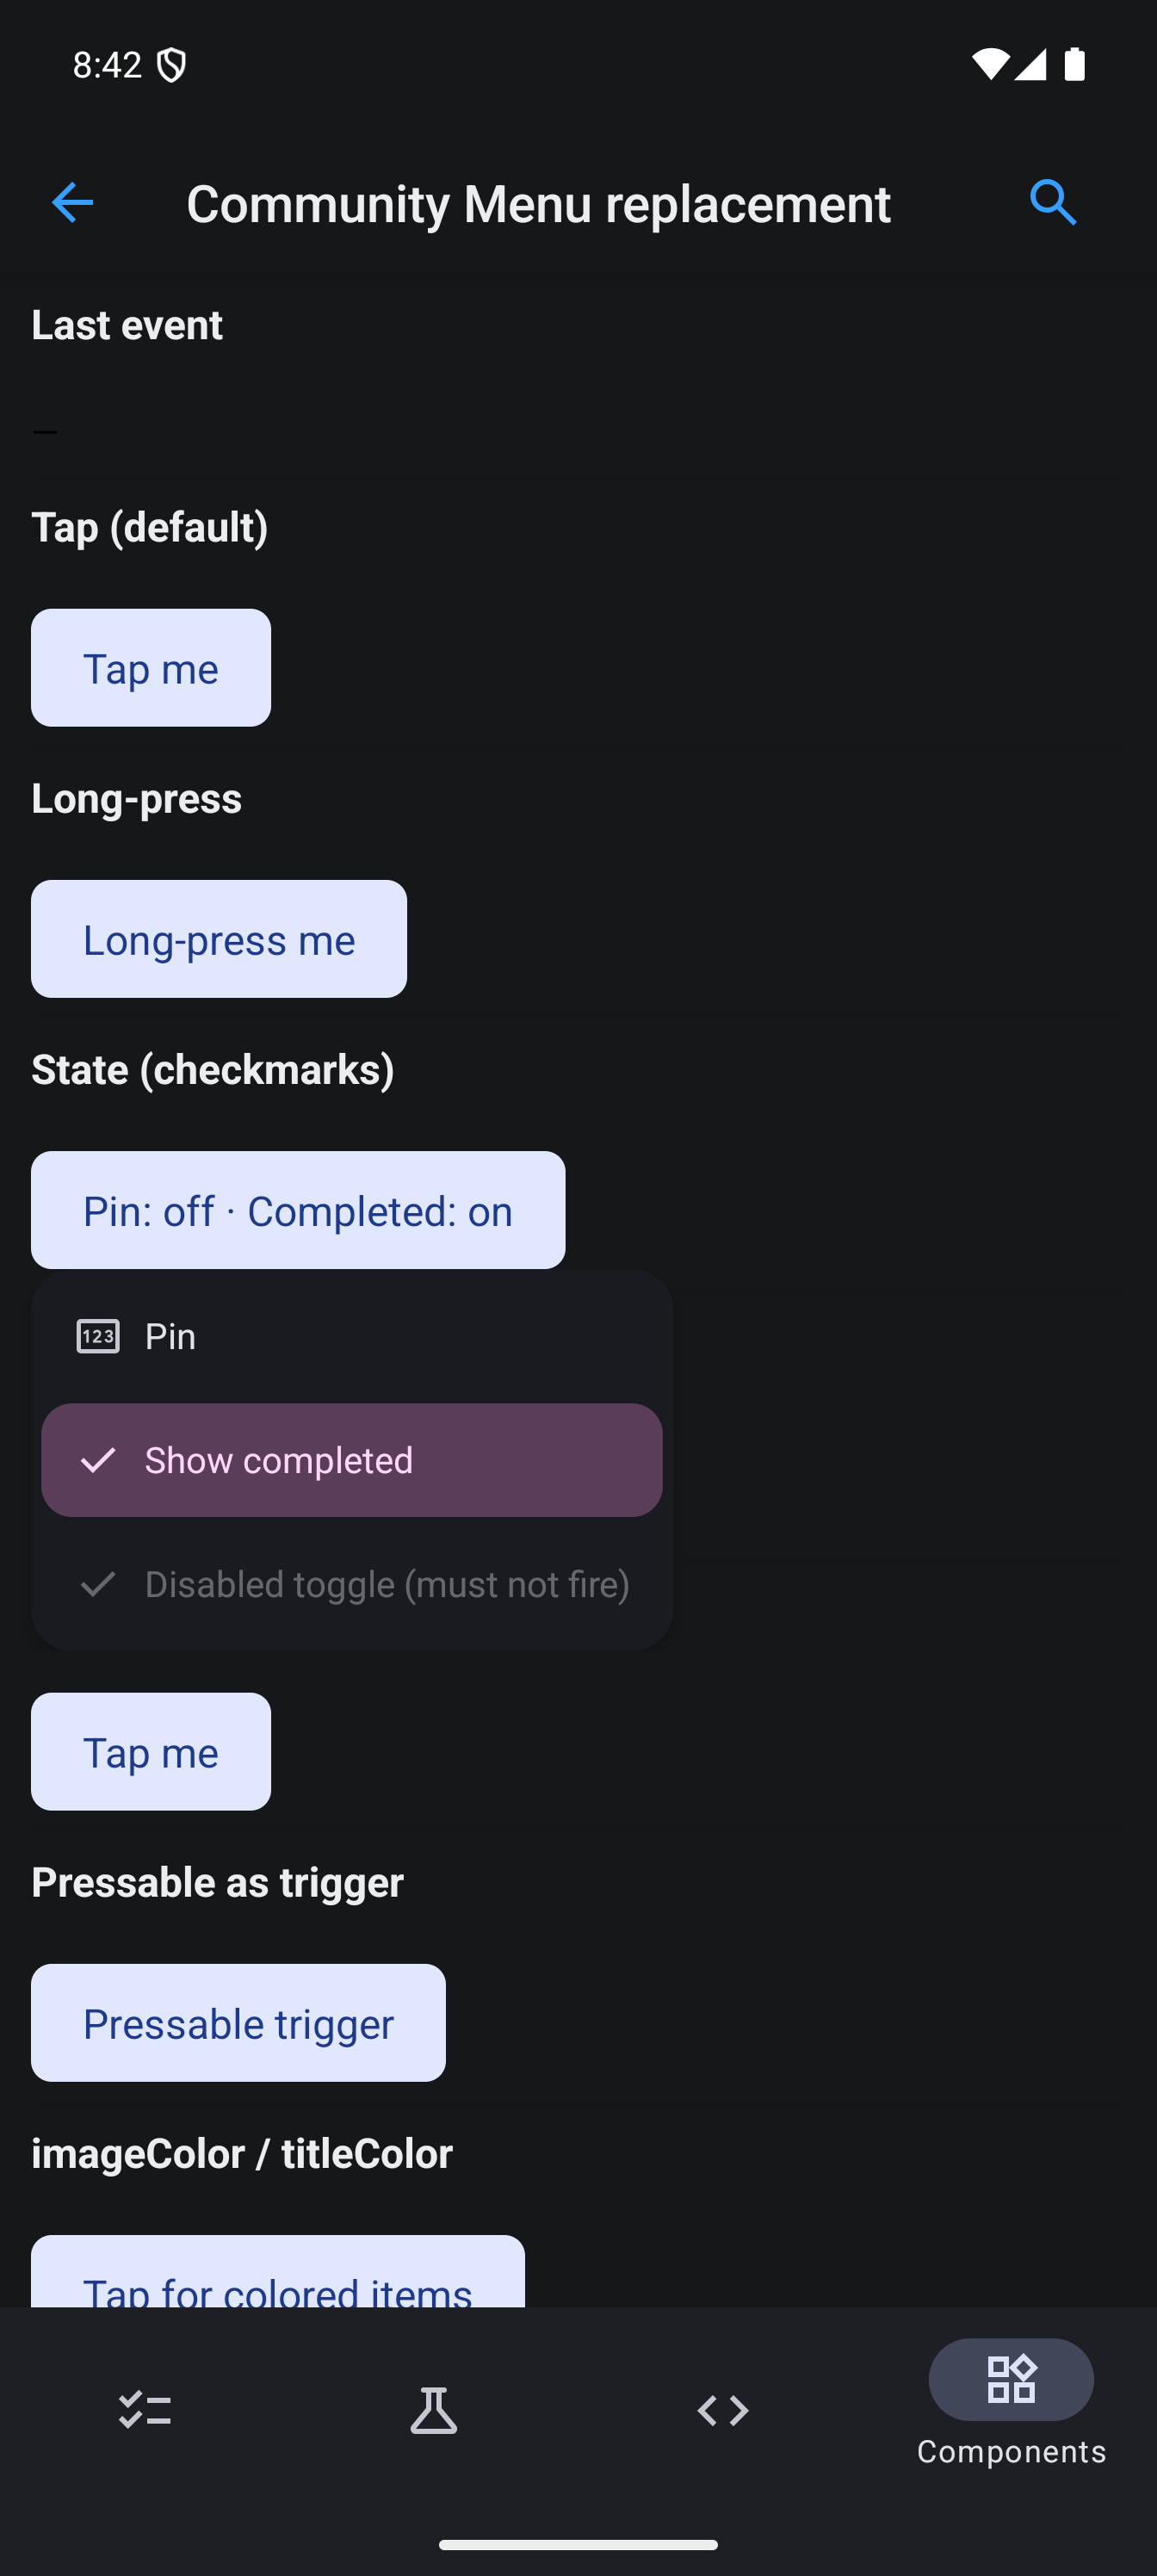 8:42
Community Menu replacement
Last event
—
Tap (default)
Tap me
Long-press
Long-press me
State (checkmarks)
Pin: off · Completed: on
123 Pin
Show completed
Disabled toggle (must not fire)
Tap me
Pressable as trigger
Pressable trigger
imageColor / titleColor
Tap for colored items
Components